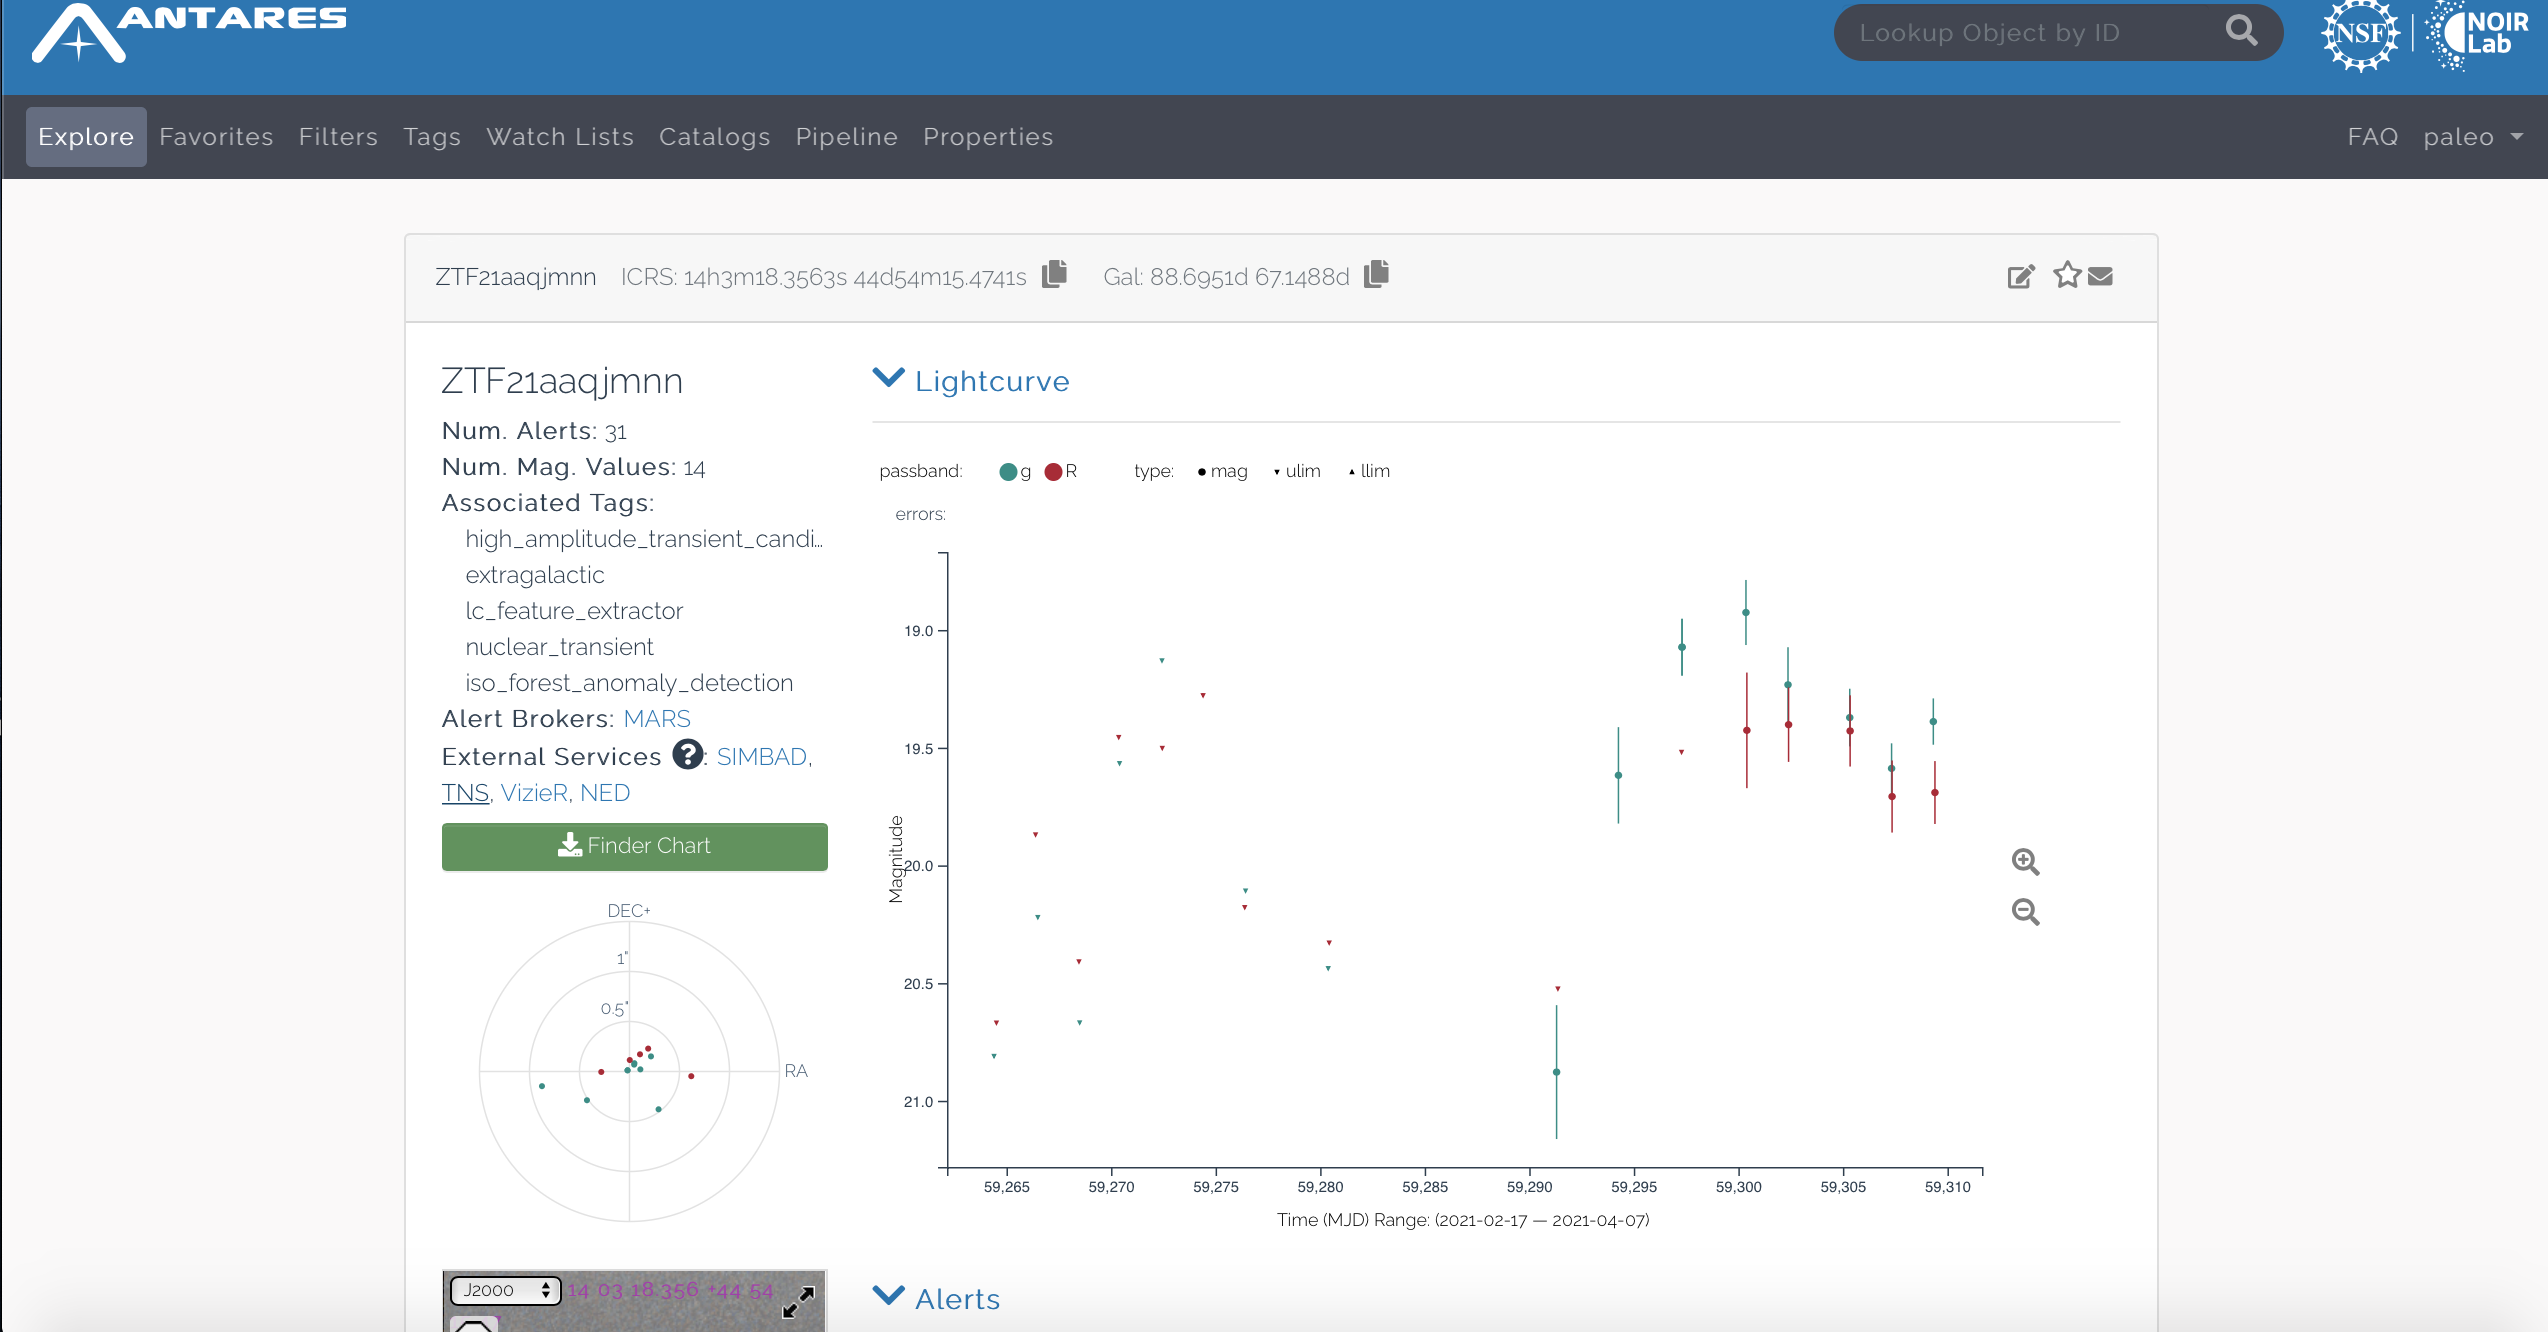 ANTARES
Lookup Object by ID
NSF
NOIR
Lab
Explore Favorites Filters Tags Watch Lists Catalogs Pipeline Properties FAQ paleo
ZTF21aaqjmnn ICRS: 14h3m18.3563s 44d54m15.4741s Gal: 88.6951d 67.1488d
ZTF21aaqjmnn
Num. Alerts: 31
Num. Mag. Values: 14
Associated Tags:
high_amplitude_transient_candi...
extragalactic
lc_feature_extractor
nuclear_transient
iso_forest_anomaly_detection
Alert Brokers: MARS
External Services ?: SIMBAD,
TNS, VizieR, NED
Finder Chart
DEC+
1"
0.5"
RA
J2000 14 03 18.356 +44 54
Lightcurve
passband: g R type: mag ulim llim
errors:
Magnitude
19.0
19.5
20.0
20.5
21.0
59,265 59,270 59,275 59,280 59,285 59,290 59,295 59,300 59,305 59,310
Time (MJD) Range: (2021-02-17 — 2021-04-07)
Alerts